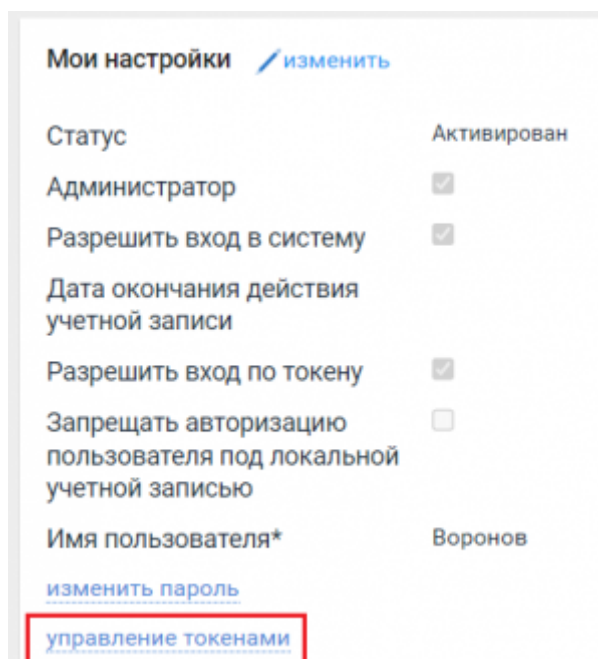 Мои настройки изменить
Статус Активирован
Администратор
Разрешить вход в систему
Дата окончания действия
учетной записи
Разрешить вход по токену
Запрещать авторизацию
пользователя под локальной
учетной записью
Имя пользователя* Воронов
изменить пароль
управление токенами